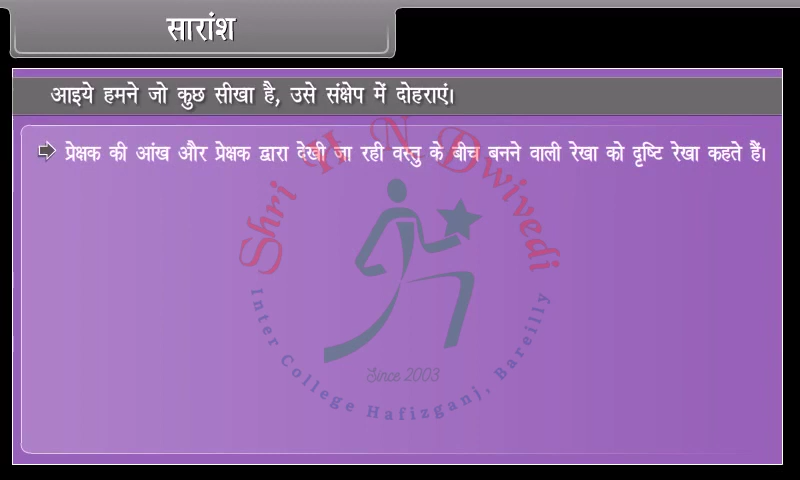 सारांश
आइये हमने जो कुछ सीखा है, उसे संक्षेप में दोहराएं।
प्रेक्षक की आंख और प्रेक्षक द्वारा देखी जा रही वस्तु के बीच बनने वाली रेखा को दृष्टि रेखा कहते हैं।
Shri H N Dwivedi
Since 2003
Inter College Hafizganj, Bareilly